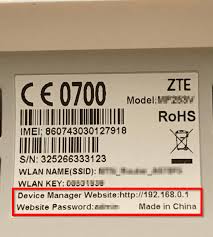 CE 0700
ZTE
Model:
RoHS
IMEI: 860743030127918
S/N: 325266333123
WLAN NAME(SSID):
WLAN KEY:
Device Manager Website:http://192.168.0.1
Website Password:admin
Made in China